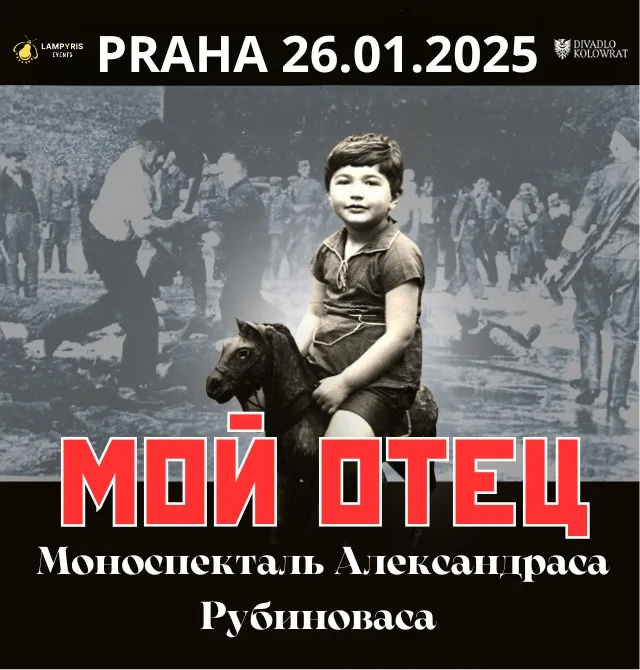 LAMPYRIS
EVENTS
PRAHA 26.01.2025
DIVADLO
KOLOWRAT
МОЙ ОТЕЦ
Моноспекталь Александраса
Рубиноваса